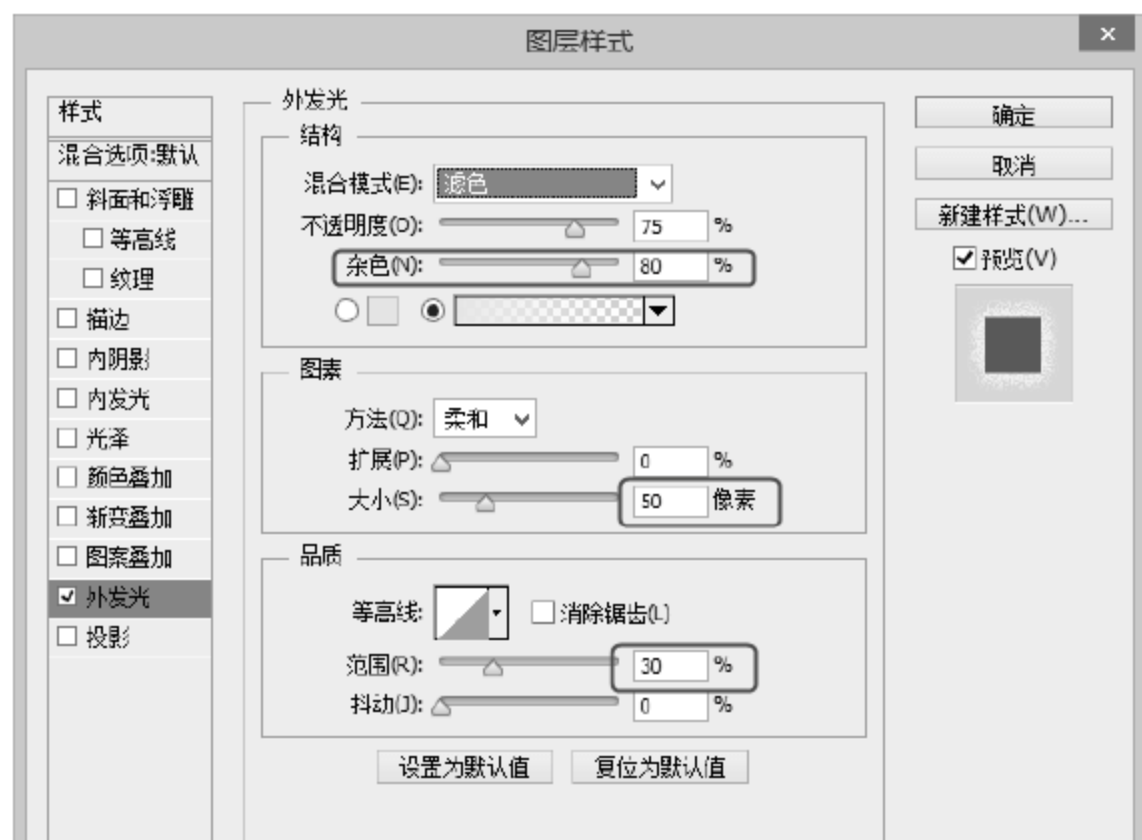 图层样式
×
样式
混合选项:默认
斜面和浮雕
等高线
纹理
描边
内阴影
内发光
光泽
颜色叠加
渐变叠加
图案叠加
外发光
投影
外发光
结构
混合模式(E): 滤色
不透明度(O): 75 %
杂色(N): 80 %
图素
方法(Q): 柔和
扩展(P): 0 %
大小(S): 50 像素
品质
等高线: 消除锯齿(L)
范围(R): 30 %
抖动(J): 0 %
设置为默认值 复位为默认值
确定
取消
新建样式(W)...
预览(V)